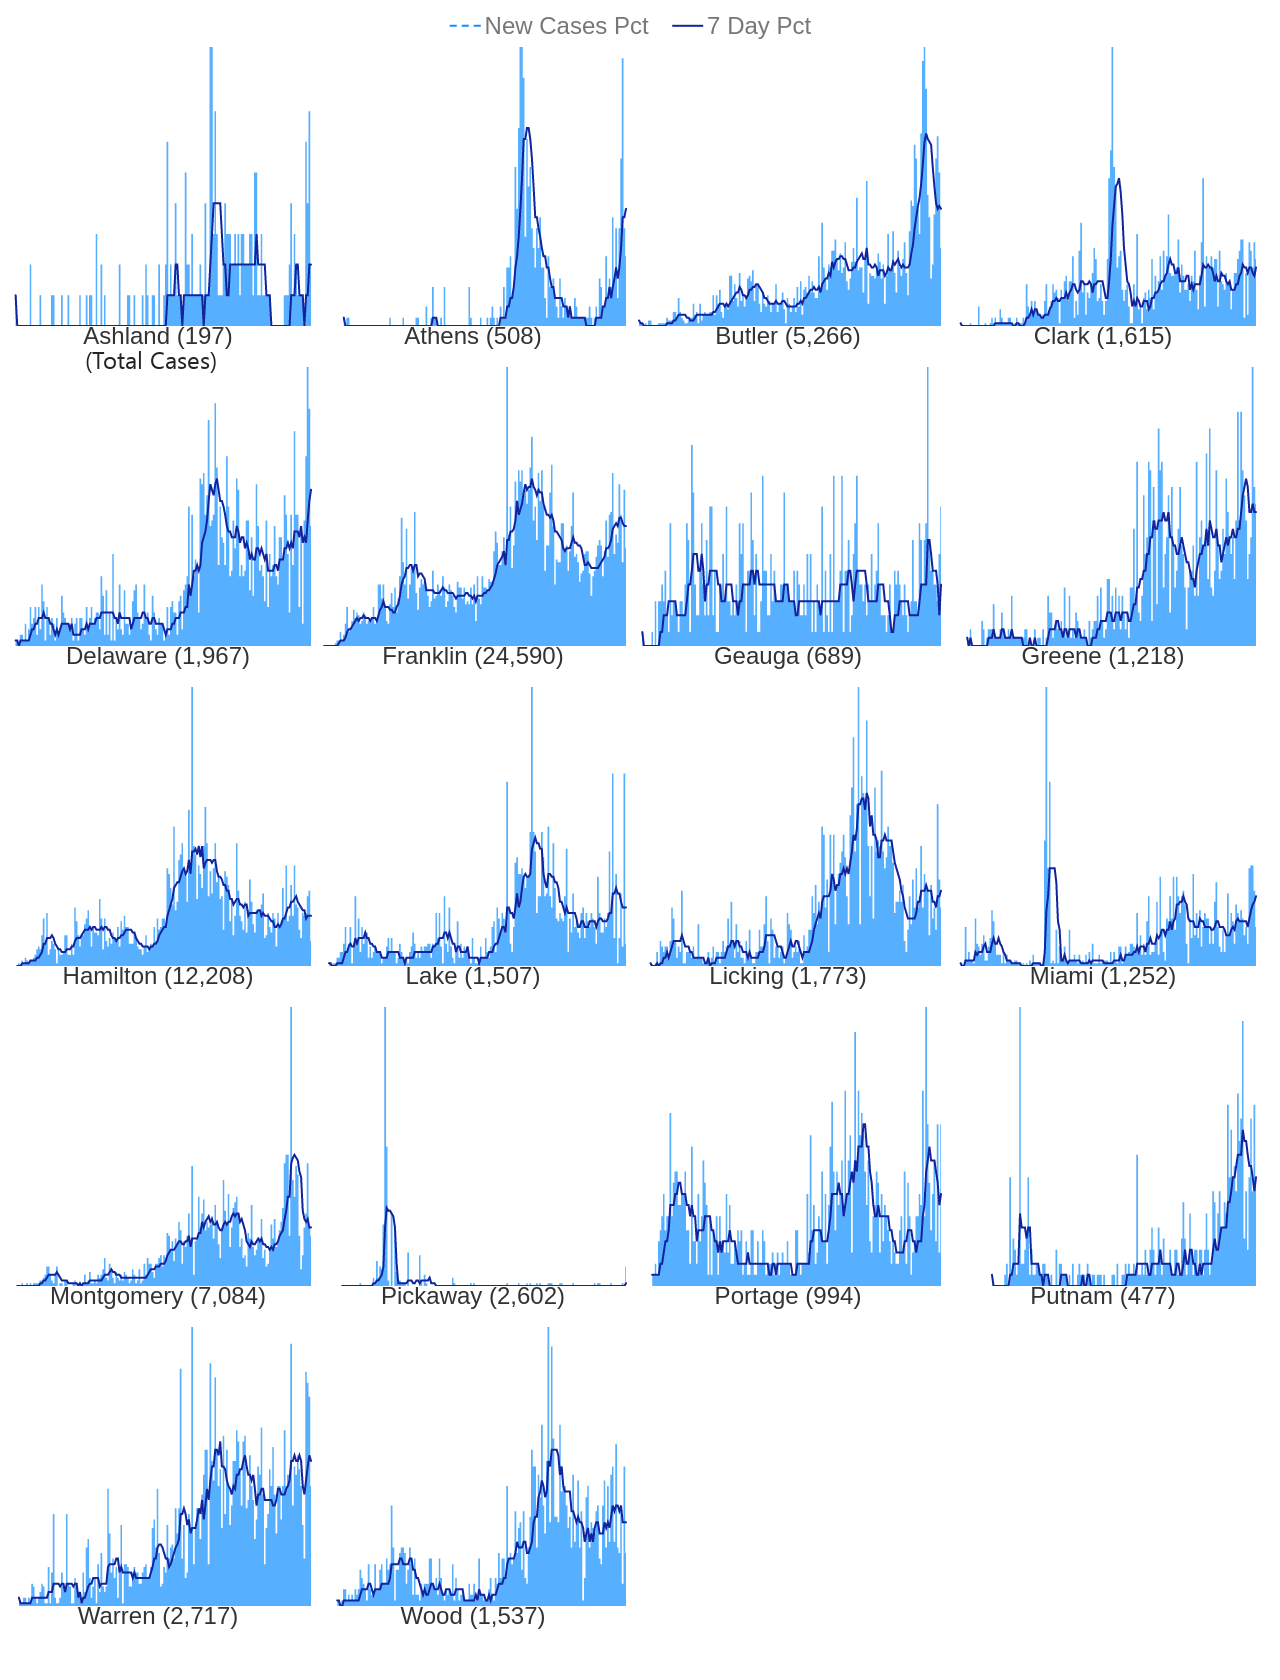 New Cases Pct 7 Day Pct
Ashland (197) Athens (508) Butler (5,266) Clark (1,615)
(Total Cases)
Delaware (1,967) Franklin (24,590) Geauga (689) Greene (1,218)
Hamilton (12,208) Lake (1,507) Licking (1,773) Miami (1,252)
Montgomery (7,084) Pickaway (2,602) Portage (994) Putnam (477)
Warren (2,717) Wood (1,537)